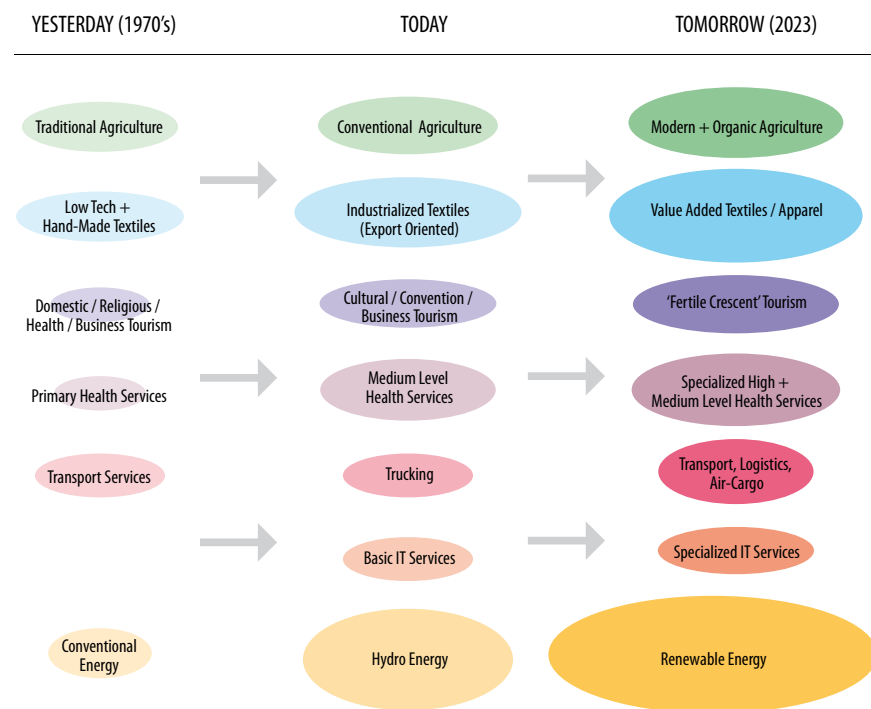 YESTERDAY (1970's)
TODAY
TOMORROW (2023)
Traditional Agriculture
Conventional Agriculture
Modern + Organic Agriculture
Low Tech +
Hand-Made Textiles
Industrialized Textiles
(Export Oriented)
Value Added Textiles / Apparel
Domestic / Religious /
Health / Business Tourism
Cultural / Convention /
Business Tourism
‘Fertile Crescent’ Tourism
Primary Health Services
Medium Level
Health Services
Specialized High +
Medium Level Health Services
Transport Services
Trucking
Transport, Logistics,
Air-Cargo
Basic IT Services
Specialized IT Services
Conventional
Energy
Hydro Energy
Renewable Energy